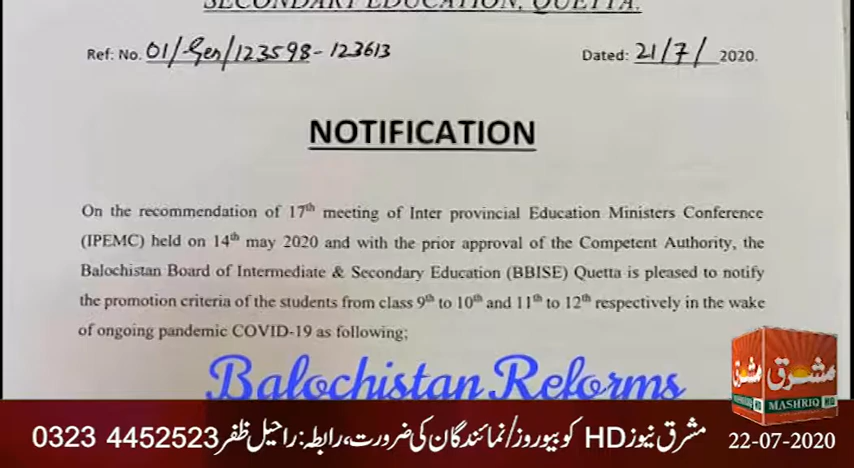 SECONDARY EDUCATION, QUETTA.
Ref: No. 01/Gen/123598-123613 Dated: 21/7/ 2020.
NOTIFICATION
On the recommendation of 17th meeting of Inter provincial Education Ministers Conference
(IPEMC) held on 14th may 2020 and with the prior approval of the Competent Authority, the
Balochistan Board of Intermediate & Secondary Education (BBISE) Quetta is pleased to notify
the promotion criteria of the students from class 9th to 10th and 11th to 12th respectively in the wake
of ongoing pandemic COVID-19 as following;
Balochistan Reforms
مشرق
مشرق
MASHRIQ HD
مشرق نیوز HD کو بیوروز/نمائندگان کی ضرورت، رابطہ: راحیل ظفر 0323 4452523
22-07-2020